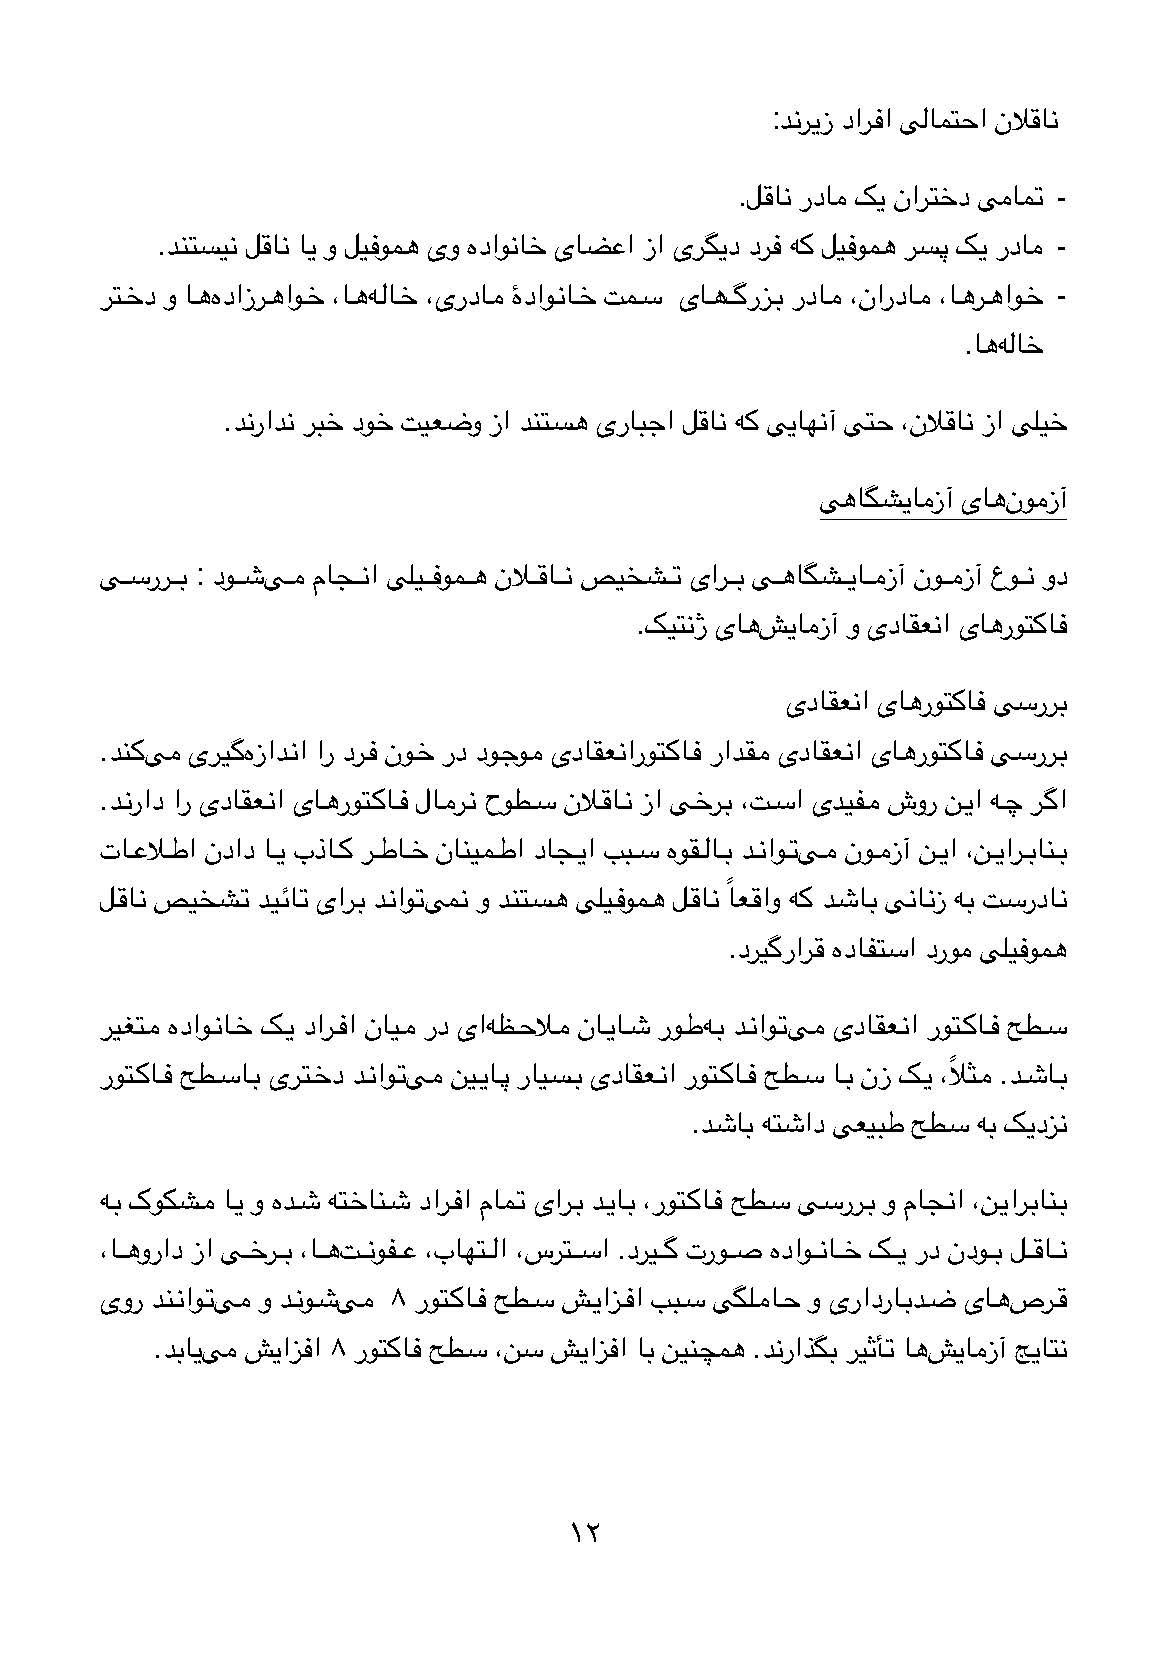 ناقلان احتمالی افراد زیرند:
- تمامی دختران یک مادر ناقل.
- مادر یک پسر هموفیل که فرد دیگری از اعضای خانواده وی هموفیل و یا ناقل نیستند.
- خواهرها، مادران، مادر بزرگهای سمت خانوادۀ مادری، خاله‌ها، خواهرزاده‌ها و دختر
خاله‌ها.
خیلی از ناقلان، حتی آنهایی که ناقل اجباری هستند از وضعیت خود خبر ندارند.
آزمون‌های آزمایشگاهی
دو نوع آزمون آزمایشگاهی برای تشخیص ناقلان هموفیلی انجام می‌شود : بررسی
فاکتورهای انعقادی و آزمایش‌های ژنتیک.
بررسی فاکتورهای انعقادی
بررسی فاکتورهای انعقادی مقدار فاکتورانعقادی موجود در خون فرد را اندازه‌گیری می‌کند.
اگر چه این روش مفیدی است، برخی از ناقلان سطوح نرمال فاکتورهای انعقادی را دارند.
بنابراین، این آزمون می‌تواند بالقوه سبب ایجاد اطمینان خاطر کاذب یا دادن اطلاعات
نادرست به زنانی باشد که واقعاً ناقل هموفیلی هستند و نمی‌تواند برای تائید تشخیص ناقل
هموفیلی مورد استفاده قرارگیرد.
سطح فاکتور انعقادی می‌تواند به‌طور شایان ملاحظه‌ای در میان افراد یک خانواده متغیر
باشد. مثلاً، یک زن با سطح فاکتور انعقادی بسیار پایین می‌تواند دختری باسطح فاکتور
نزدیک به سطح طبیعی داشته باشد.
بنابراین، انجام و بررسی سطح فاکتور، باید برای تمام افراد شناخته شده و یا مشکوک به
ناقل بودن در یک خانواده صورت گیرد. استرس، التهاب، عفونت‌ها، برخی از داروها،
قرص‌های ضدبارداری و حاملگی سبب افزایش سطح فاکتور ۸ می‌شوند و می‌توانند روی
نتایج آزمایش‌ها تأثیر بگذارند. همچنین با افزایش سن، سطح فاکتور ۸ افزایش می‌یابد.
۱۲